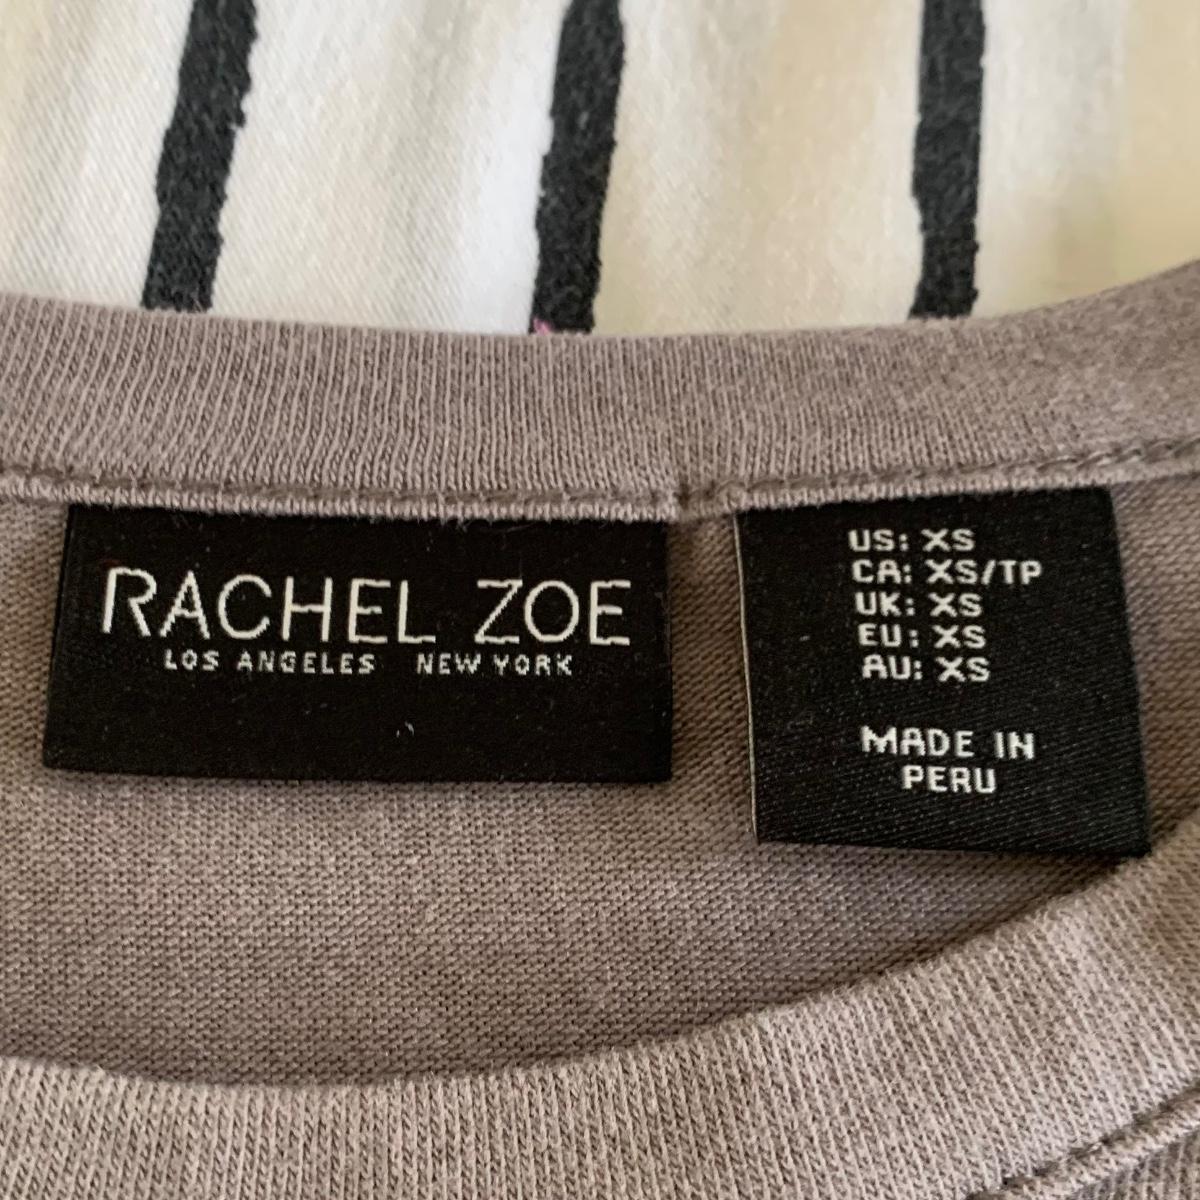 RACHEL ZOE
LOS ANGELES NEW YORK
US: XS
CA: XS/TP
UK: XS
EU: XS
AU: XS
MADE IN
PERU